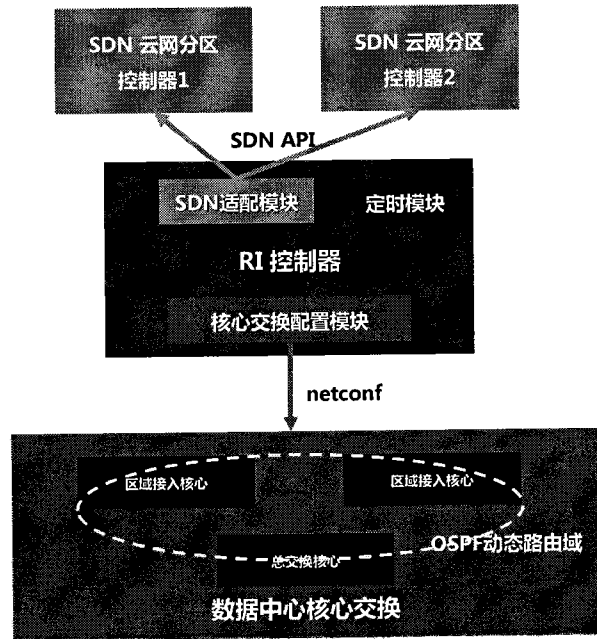 SDN 云网分区
控制器1
SDN 云网分区
控制器2
SDN API
SDN适配模块
定时模块
RI 控制器
核心交换配置模块
netconf
区域接入核心
区域接入核心
总交换核心
OSPF动态路由域
数据中心核心交换